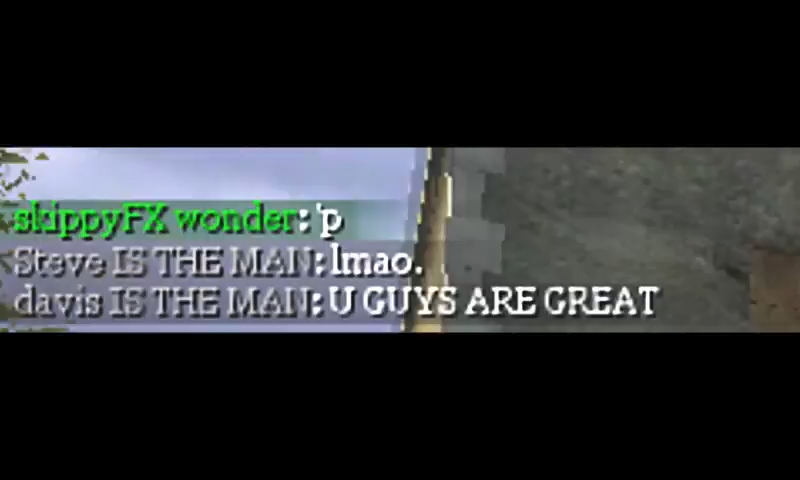 skippyFX wonder: 'p
Steve IS THE MAN: lmao.
davis IS THE MAN: U GUYS ARE GREAT